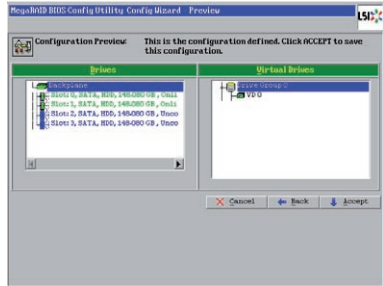 MegaRAID BIOS Config Utility Config Wizard Preview
LSI
Configuration Preview: This is the configuration defined. Click ACCEPT to save this configuration.
Drives
Backplane
Slot: 0, SATA, HDD, 148.080 GB, Onli
Slot: 1, SATA, HDD, 148.080 GB, Onli
Slot: 2, SATA, HDD, 148.080 GB, Unco
Slot: 3, SATA, HDD, 148.080 GB, Unco
Virtual Drives
Drive Group 0
VD 0
Cancel
Back
Accept